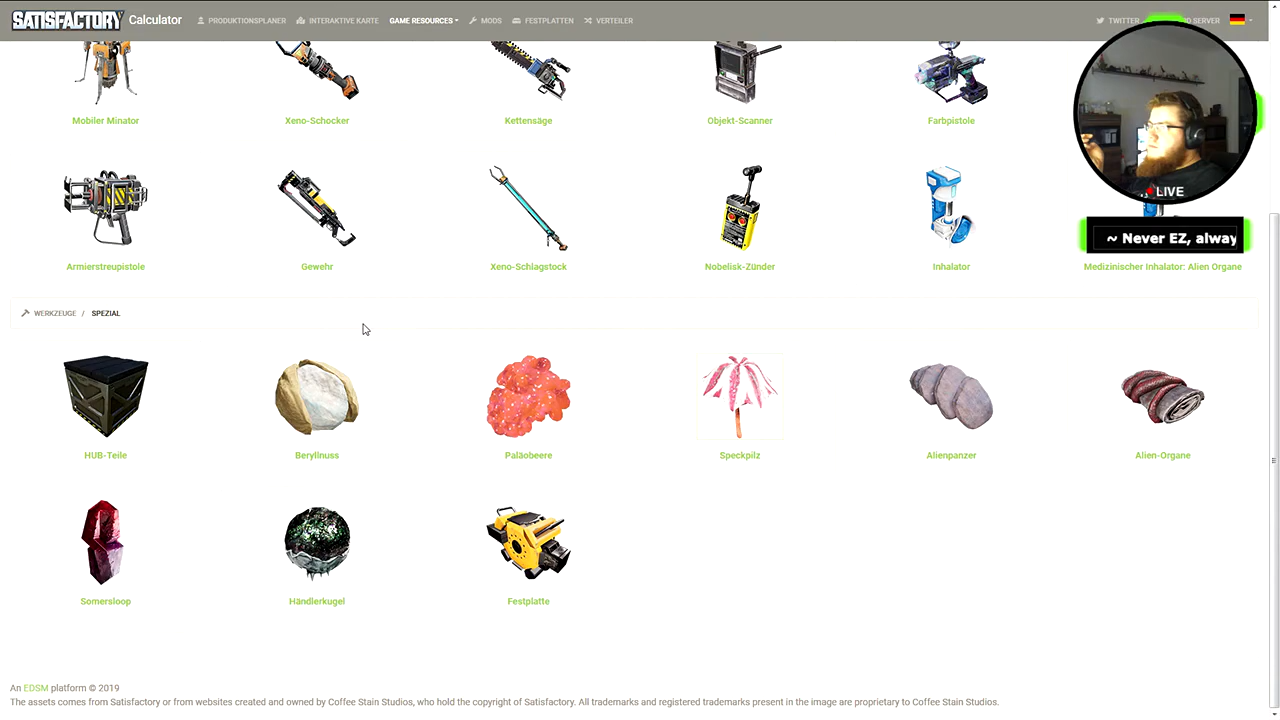 SATISFACTORY Calculator PRODUKTIONSPLANER INTERAKTIVE KARTE GAME RESOURCES MODS FESTPLATTEN VERTEILER TWITTER SERVER
Mobiler Minator Xeno-Schocker Kettensäge Objekt-Scanner Farbpistole
LIVE
~ Never EZ, alway
Armierstreupistole Gewehr Xeno-Schlagstock Nobelisk-Zünder Inhalator Medizinischer Inhalator: Alien Organe
WERKZEUGE / SPEZIAL
HUB-Teile Beryllnuss Paläobeere Speckpilz Alienpanzer Alien-Organe
Somersloop Händlerkugel Festplatte
An EDSM platform © 2019
The assets comes from Satisfactory or from websites created and owned by Coffee Stain Studios, who hold the copyright of Satisfactory. All trademarks and registered trademarks present in the image are proprietary to Coffee Stain Studios.